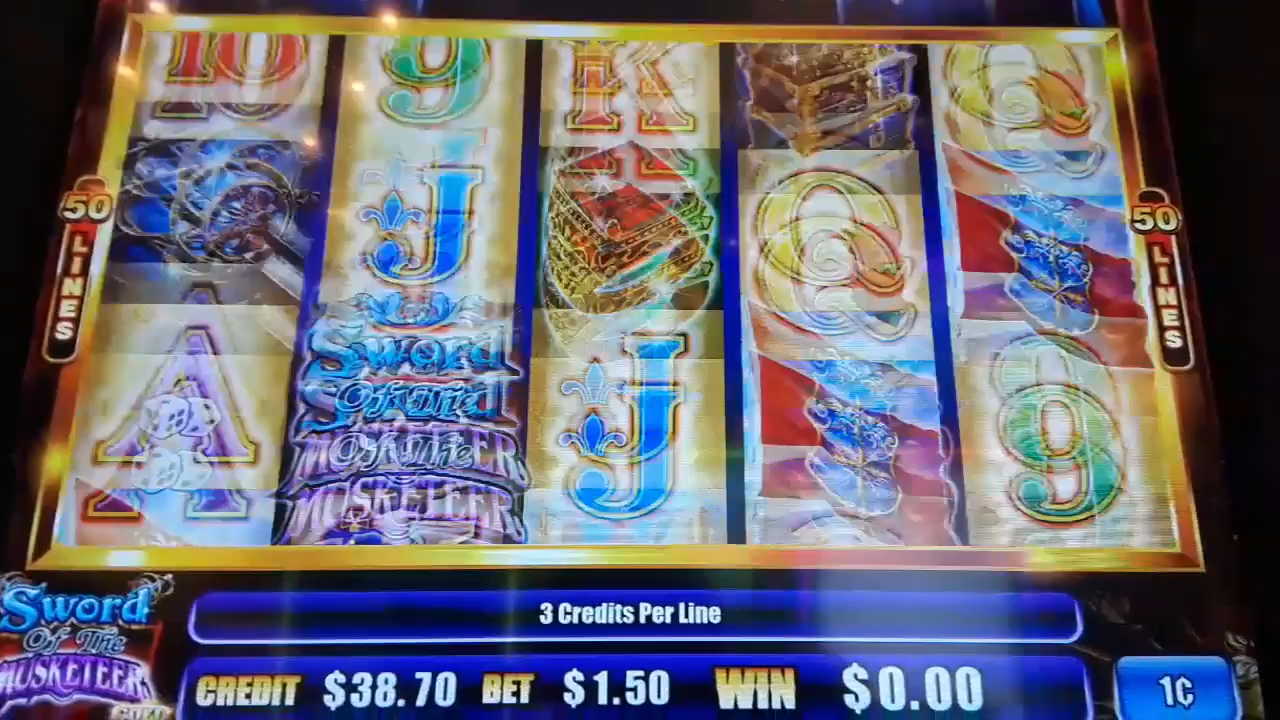 10 9 K Q
50 LINES
J Q
50 LINES
Sword
Of The
MUSKETEER
A J 9
3 Credits Per Line
Sword
Of The
MUSKETEER
CREDIT $38.70 BET $1.50 WIN $0.00
1¢